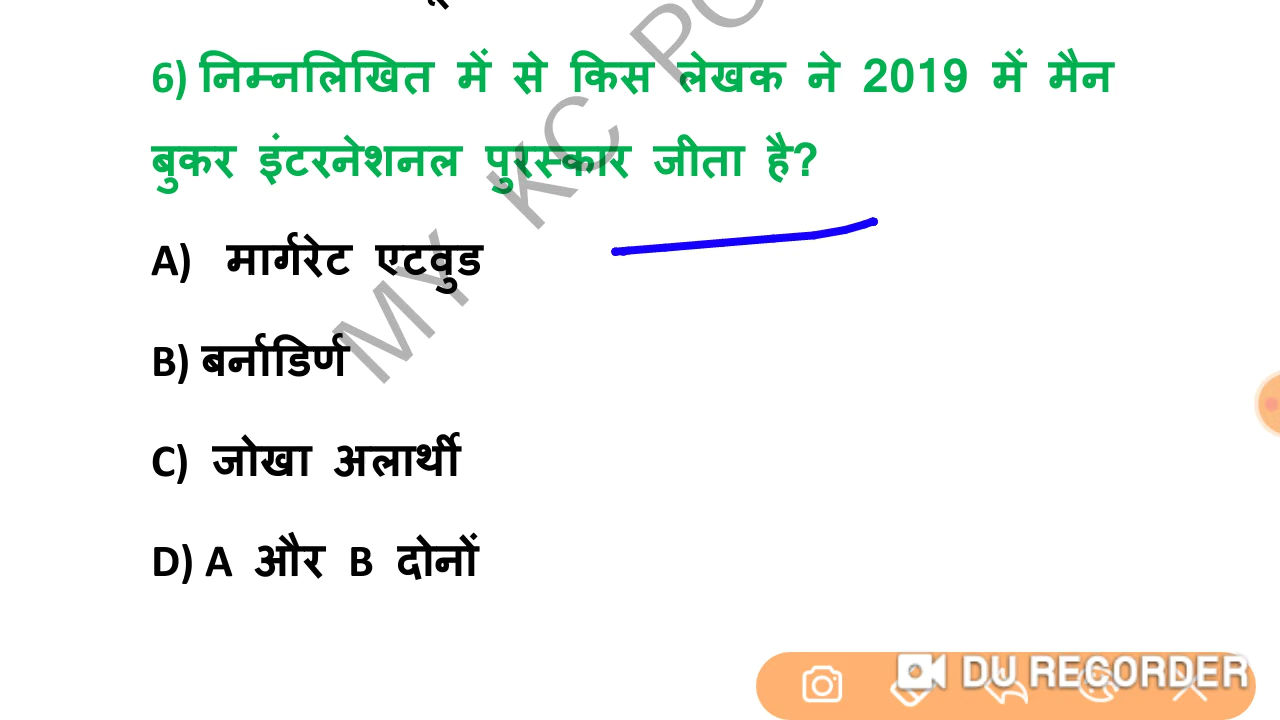 6) निम्नलिखित में से किस लेखक ने 2019 में मैन
बुकर इंटरनेशनल पुरस्कार जीता है?
A) मार्गरेट एटवुड
B) बर्नाडिर्ण
C) जोखा अलार्थी
D) A और B दोनों
MY KC PO
DU RECORDER